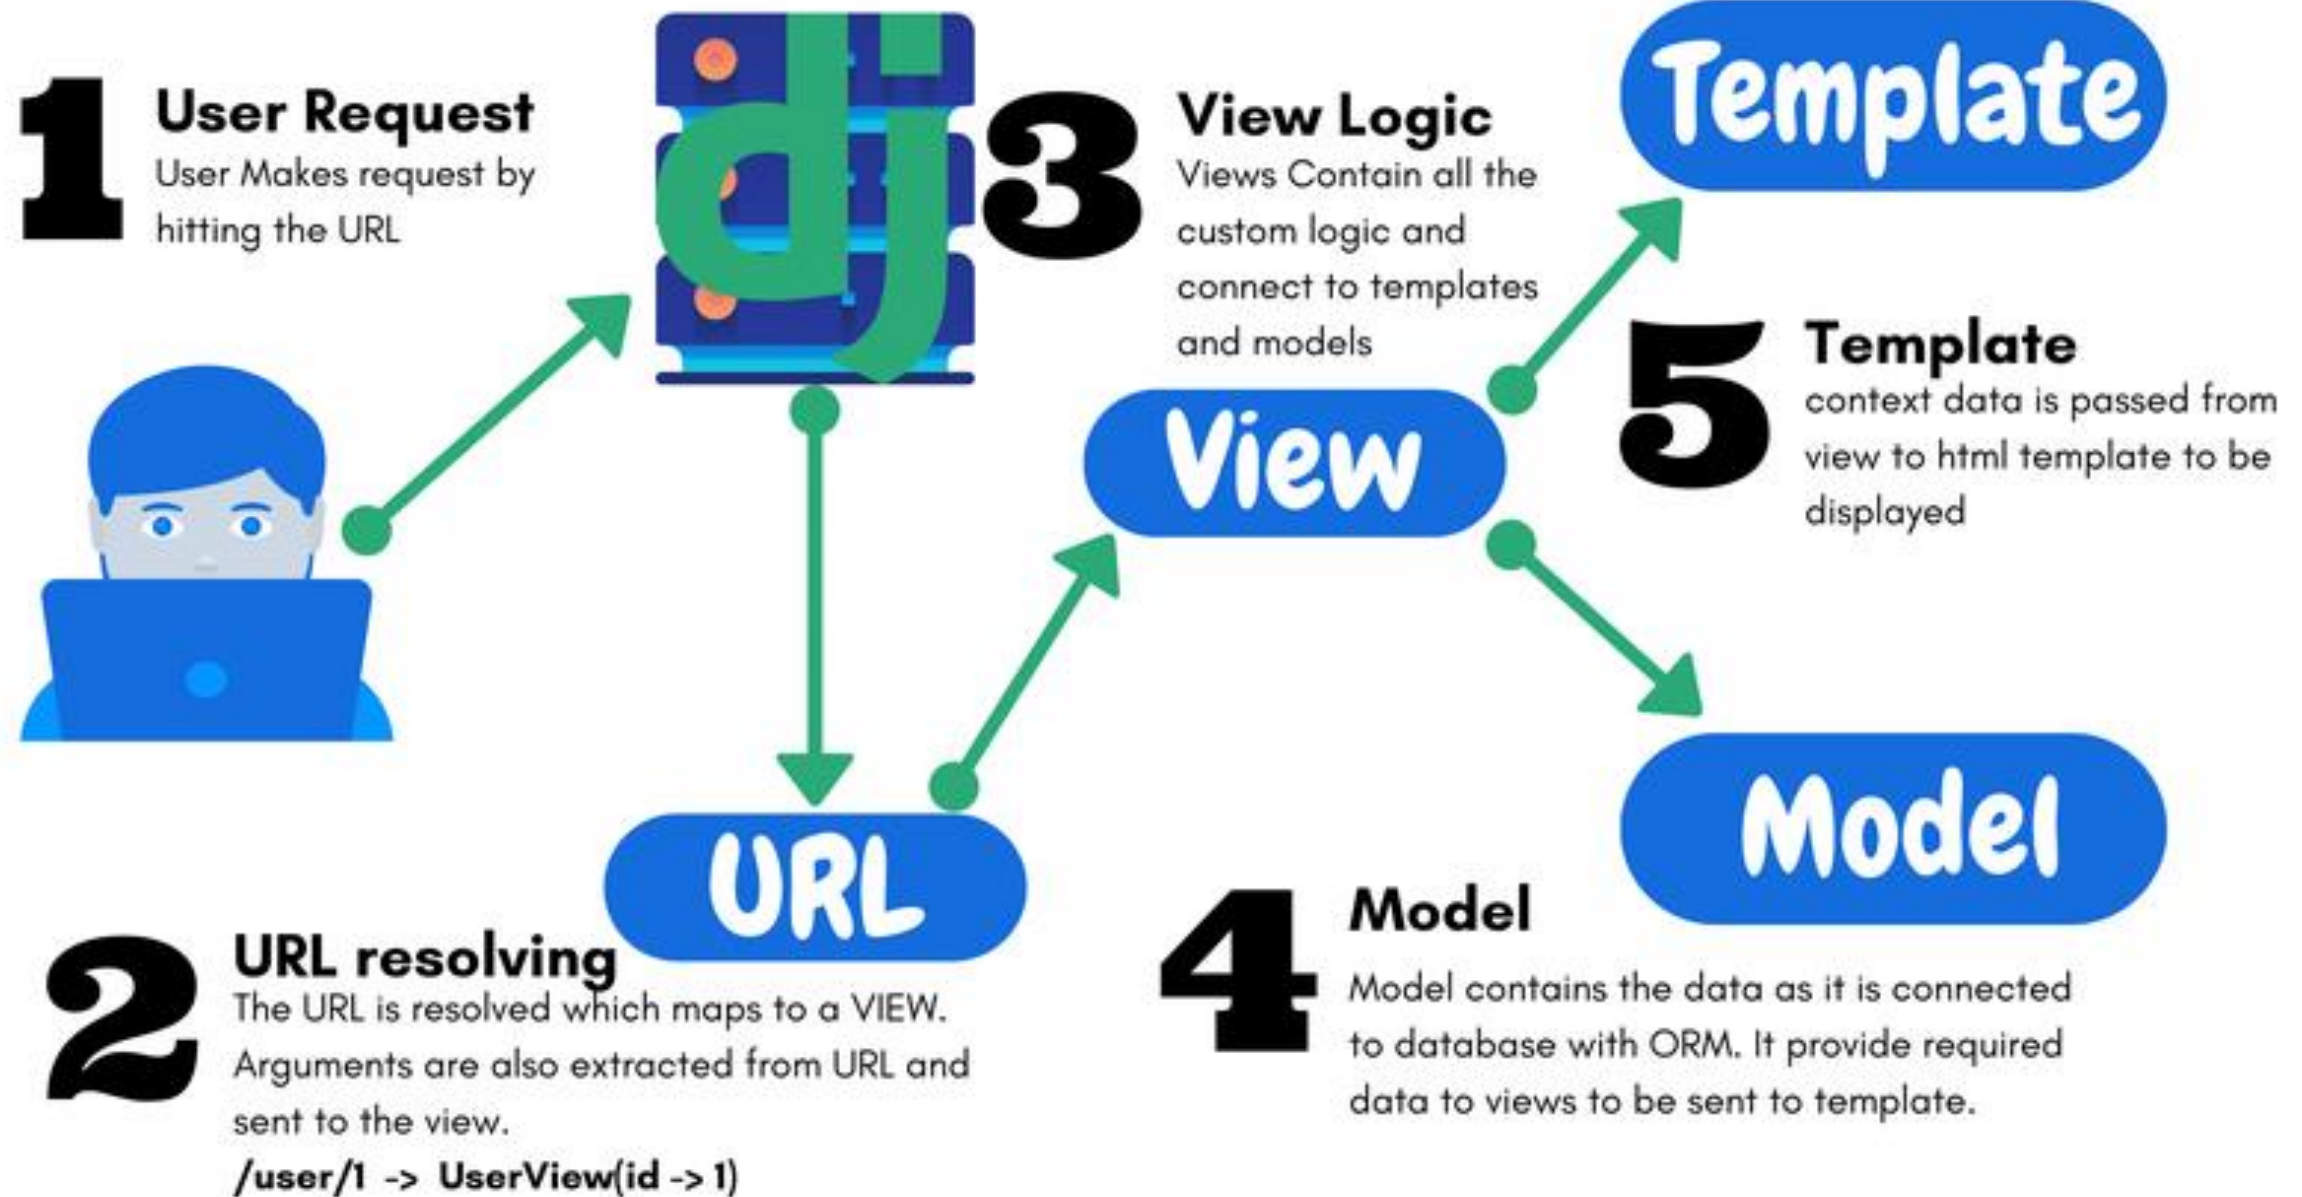 1
User Request
User Makes request by
hitting the URL
dj
3
View Logic
Views Contain all the
custom logic and
connect to templates
and models
Template
5
Template
context data is passed from
view to html template to be
displayed
View
URL
2
URL resolving
The URL is resolved which maps to a VIEW.
Arguments are also extracted from URL and
sent to the view.
/user/1 -> UserView(id -> 1)
Model
4
Model
Model contains the data as it is connected
to database with ORM. It provide required
data to views to be sent to template.